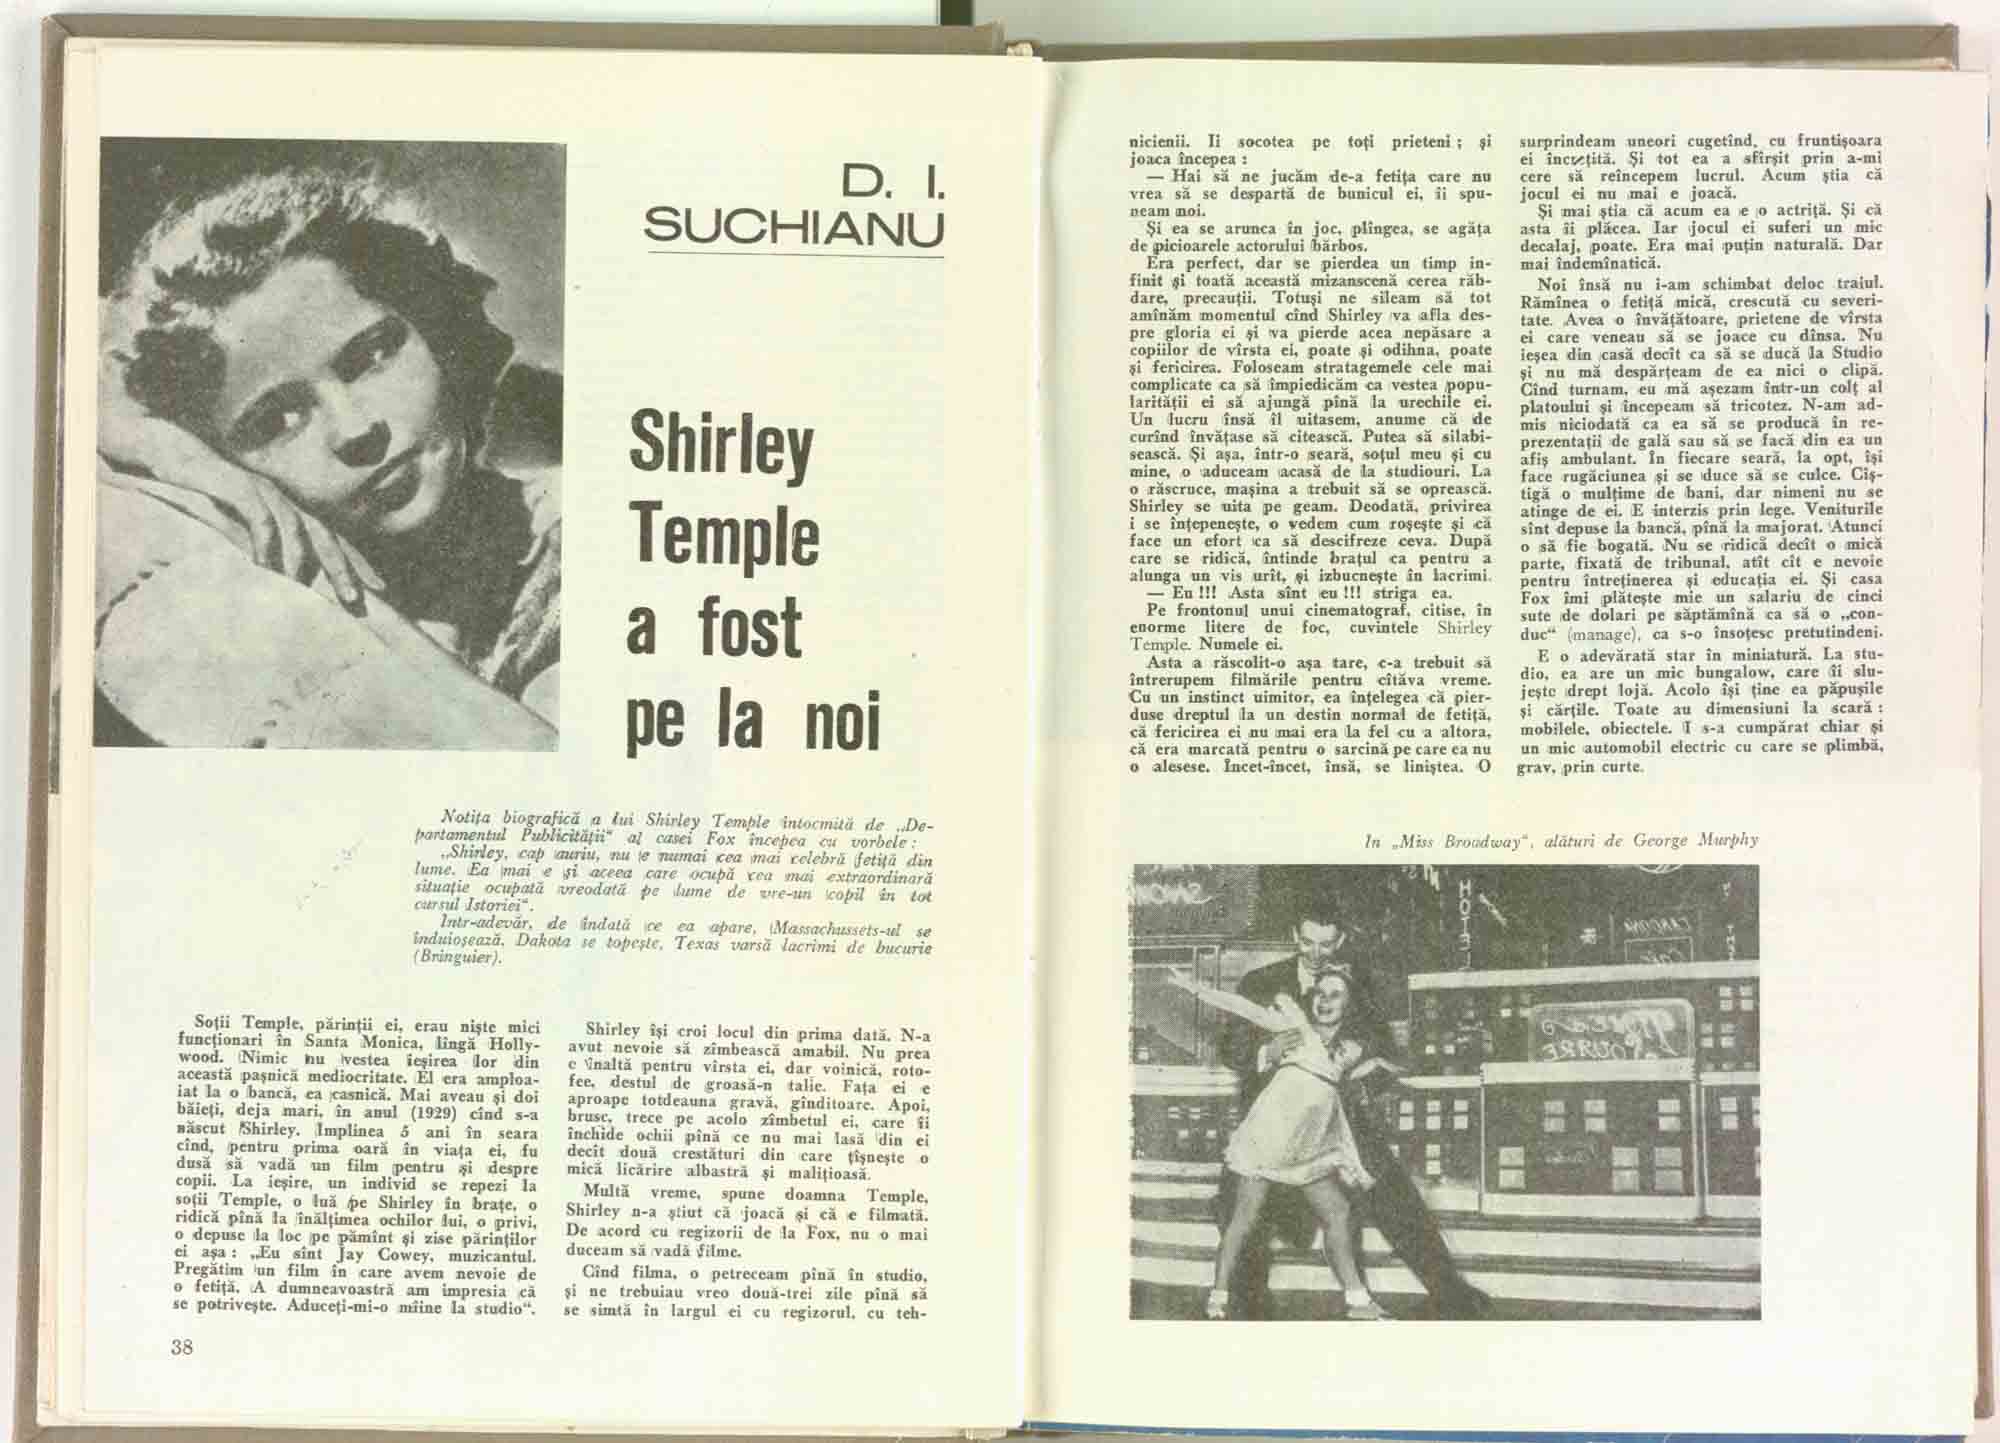 D. I.
SUCHIANU
Shirley
Temple
a fost
pe la noi
Notița biografică a lui Shirley Temple întocmită de „De-
partamentul Publicității“ al casei Fox începea cu vorbele :
„Shirley, cap auriu, nu e numai cea mai celebră fetiță din
lume. Ea mai e și aceea care ocupă cea mai extraordinară
situație ocupată vreodată pe lume de vre-un copil în tot
cursul Istoriei“.
Intr-adevăr, de îndată ce ea apare, Massachussets-ul se
înduioșează, Dakota se topește, Texas varsă lacrimi de bucurie
(Bringuier).
Soții Temple, părinții ei, erau niște mici
funcționari în Santa Monica, lîngă Holly-
wood. Nimic nu vestea ieșirea lor din
această pașnică mediocritate. El era amploa-
iat la o bancă, ea casnică. Mai aveau și doi
băieți, deja mari, în anul (1929) cînd s-a
născut Shirley. Implinea 5 ani în seara
cînd, pentru prima oară în viața ei, fu
dusă să vadă un film pentru și despre
copii. La ieșire, un individ se repezi la
soții Temple, o luă pe Shirley în brațe, o
ridică pînă la înălțimea ochilor lui, o privi,
o depuse la loc pe pămînt și zise părinților
ei așa : „Eu sînt Jay Cowey, muzicantul.
Pregătim un film în care avem nevoie de
o fetiță. A dumneavoastră am impresia că
se potrivește. Aduceți-mi-o mîine la studio“.
Shirley își croi locul din prima dată. N-a
avut nevoie să zîmbească amabil. Nu prea
e înaltă pentru vîrsta ei, dar voinică, roto-
fee, destul de groasă-n talie. Fața ei e
aproape totdeauna gravă, gînditoare. Apoi,
brusc, trece pe acolo zîmbetul ei, care îi
închide ochii pînă ce nu mai lasă din ei
decît două crestături din care țîșnește o
mică licărire albastră și malițioasă.
Multă vreme, spune doamna Temple,
Shirley n-a știut că joacă și că e filmată.
De acord cu regizorii de la Fox, nu o mai
duceam să vadă filme.
Cînd filma, o petreceam pînă în studio,
și ne trebuiau vreo două-trei zile pînă să
se simtă în largul ei cu regizorul, cu teh-
38
nicienii. Ii socotea pe toți prieteni ; și
joaca începea :
— Hai să ne jucăm de-a fetița care nu
vrea să se despartă de bunicul ei, îi spu-
neam noi.
Și ea se arunca în joc, plîngea, se agăța
de picioarele actorului bărbos.
Era perfect, dar se pierdea un timp in-
finit și toată această mizanscenă cerea răb-
dare, precauții. Totuși ne sileam să tot
amînăm momentul cînd Shirley va afla des-
pre gloria ei și va pierde acea nepăsare a
copiilor de vîrsta ei, poate și odihna, poate
și fericirea. Foloseam stratagemele cele mai
complicate ca să împiedicăm ca vestea popu-
larității ei să ajungă pînă la urechile ei.
Un lucru însă îl uitasem, anume că de
curînd învățase să citească. Putea să silabi-
sească. Și așa, într-o seară, soțul meu și cu
mine, o aduceam acasă de la studiouri. La
o răscruce, mașina a trebuit să se oprească.
Shirley se uita pe geam. Deodată, privirea
i se înțepenește, o vedem cum roșește și că
face un efort ca să descifreze ceva. După
care se ridică, întinde brațul ca pentru a
alunga un vis urît, și izbucnește în lacrimi.
— Eu !!! Asta sînt eu !!! striga ea.
Pe frontonul unui cinematograf, citise, în
enorme litere de foc, cuvintele Shirley
Temple. Numele ei.
Asta a răscolit-o așa tare, c-a trebuit să
întrerupem filmările pentru cîtăva vreme.
Cu un instinct uimitor, ea înțelegea că pier-
duse dreptul la un destin normal de fetiță,
că fericirea ei nu mai era la fel cu a altora,
că era marcată pentru o sarcină pe care ea nu
o alesese. Încet-încet, însă, se liniștea. O
surprindeam uneori cugetînd, cu fruntișoara
ei încrețită. Și tot ea a sfîrșit prin a-mi
cere să reîncepem lucrul. Acum știa că
jocul ei nu mai e joacă.
Și mai știa că acum ea e o actriță. Și că
asta îi plăcea. Iar jocul ei suferi un mic
decalaj, poate. Era mai puțin naturală. Dar
mai îndemînatică.
Noi însă nu i-am schimbat deloc traiul.
Rămînea o fetiță mică, crescută cu severi-
tate. Avea o învățătoare, prietene de vîrsta
ei care veneau să se joace cu dînsa. Nu
ieșea din casă decît ca să se ducă la Studio
și nu mă despărțeam de ea nici o clipă.
Cînd turnam, eu mă așezam într-un colț al
platoului și începeam să tricotez. N-am ad-
mis niciodată ca ea să se producă în re-
prezentații de gală sau să se facă din ea un
afiș ambulant. În fiecare seară, la opt, își
face rugăciunea și se duce să se culce. Cîș-
tigă o mulțime de bani, dar nimeni nu se
atinge de ei. E interzis prin lege. Veniturile
sînt depuse la bancă, pînă la majorat. Atunci
o să fie bogată. Nu se ridică decît o mică
parte, fixată de tribunal, atît cît e nevoie
pentru întreținerea și educația ei. Și casa
Fox îmi plătește mie un salariu de cinci
sute de dolari pe săptămînă ca să o „con-
duc“ (manage), ca s-o însoțesc pretutindeni.
E o adevărată star în miniatură. La stu-
dio, ea are un mic bungalow, care îi slu-
jește drept lojă. Acolo își ține ea păpușile
și cărțile. Toate au dimensiuni la scară :
mobilele, obiectele. I s-a cumpărat chiar și
un mic automobil electric cu care se plimbă,
grav, prin curte.
In „Miss Broadway“, alături de George Murphy
HOTEL